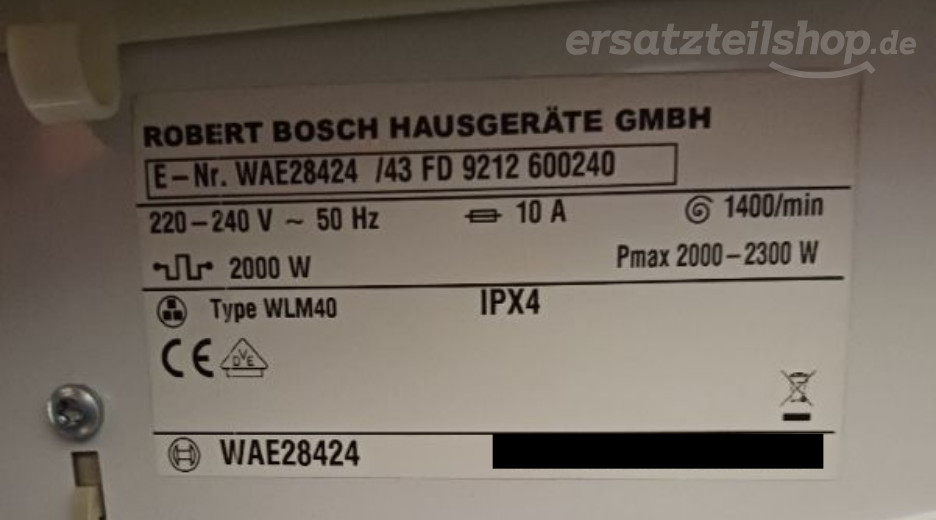 ersatzteilshop.de
ROBERT BOSCH HAUSGERÄTE GMBH
E-Nr. WAE28424 /43 FD 9212 600240
220-240 V ~ 50 Hz 10 A 1400/min
2000 W Pmax 2000-2300 W
Type WLM40 IPX4
CE DVE
WAE28424